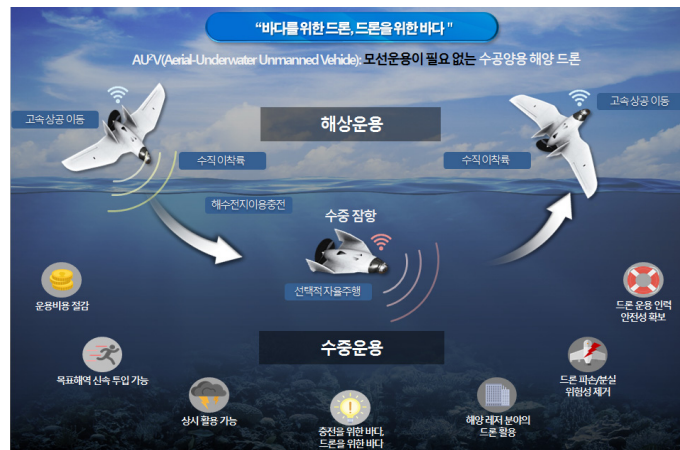 “바다를 위한 드론, 드론을 위한 바다 "
AU²V(Aerial-Underwater Unmanned Vehide): 모선운용이 필요 없는 수공양용 해양 드론
고속 상공 이동
고속 상공 이동
해상운용
수직 이착륙
수직 이착륙
해수전지이용충전
수중 잠항
선택적 자율주행
운용비용 절감
드론 운용 인력
안전성 확보
수중운용
목표해역 신속 투입 가능
드론 파손/분실
위험성 제거
상시 활용 가능
충전을 위한 바다,
드론을 위한 바다
해양 레저 분야의
드론 활용